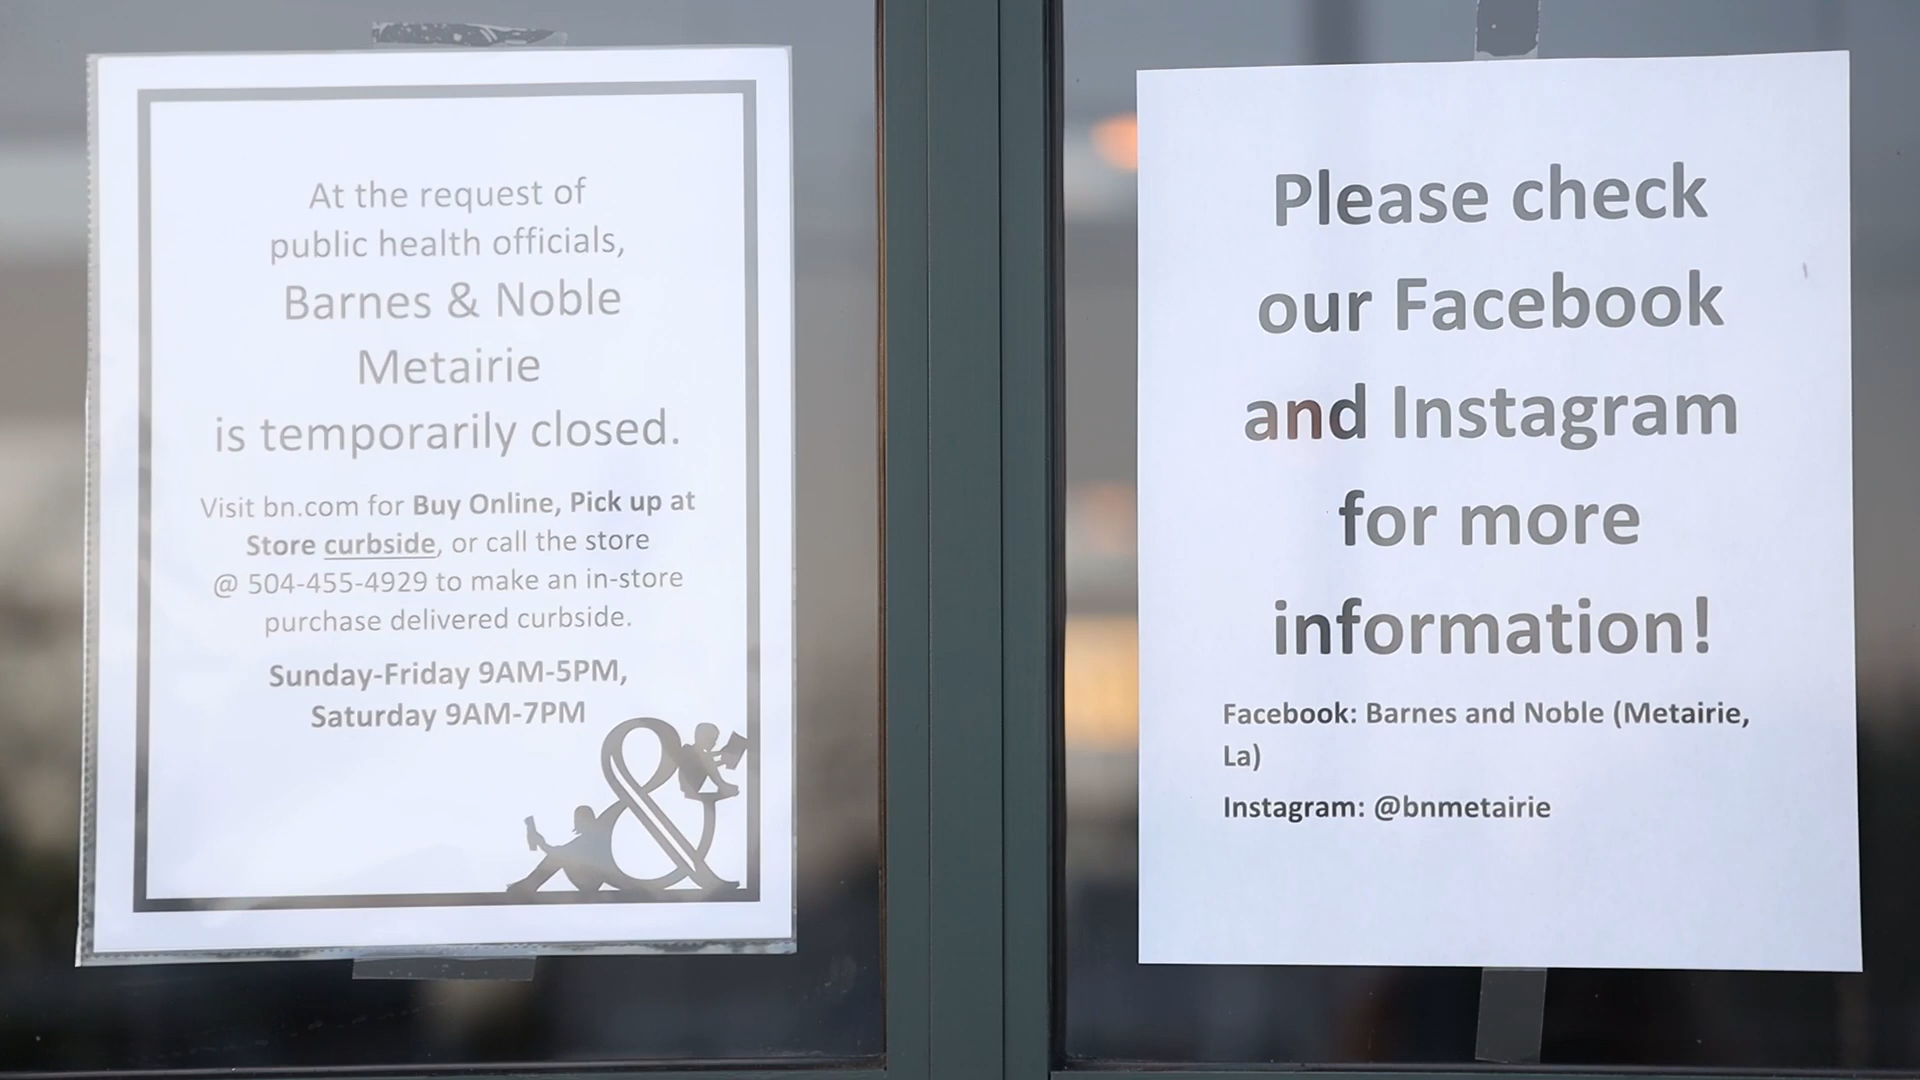 At the request of
public health officials,
Barnes & Noble
Metairie
is temporarily closed.
Visit bn.com for Buy Online, Pick up at
Store curbside, or call the store
@ 504-455-4929 to make an in-store
purchase delivered curbside.
Sunday-Friday 9AM-5PM,
Saturday 9AM-7PM
&
Please check
our Facebook
and Instagram
for more
information!
Facebook: Barnes and Noble (Metairie,
La)
Instagram: @bnmetairie